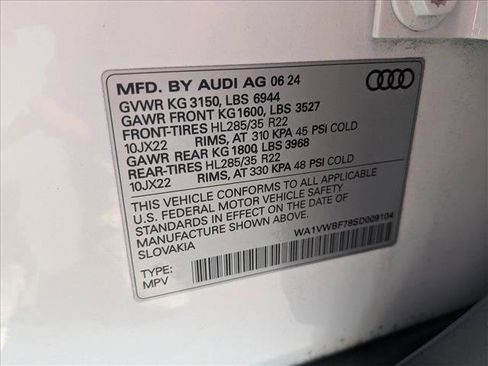 MFD. BY AUDI AG 06 24
GVWR KG 3150, LBS 6944
GAWR FRONT KG1600, LBS 3527
FRONT-TIRES HL285/35 R22
10JX22 RIMS, AT 310 KPA 45 PSI COLD
GAWR REAR KG1800, LBS 3968
REAR-TIRES HL285/35 R22
10JX22 RIMS, AT 330 KPA 48 PSI COLD
THIS VEHICLE CONFORMS TO ALL APPLICABLE
U.S. FEDERAL MOTOR VEHICLE SAFETY
STANDARDS IN EFFECT ON THE DATE OF
MANUFACTURE SHOWN ABOVE.
SLOVAKIA
WA1VWBF78SD009104
TYPE:
MPV